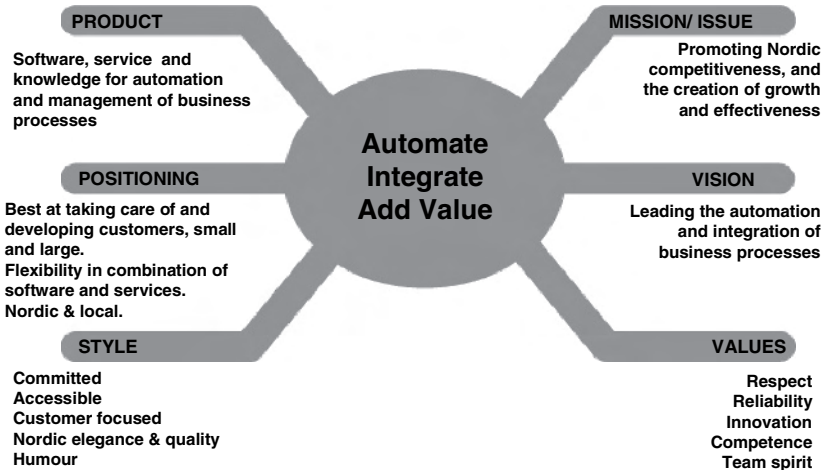 PRODUCT
Software, service and
knowledge for automation
and management of business
processes
POSITIONING
Best at taking care of and
developing customers, small
and large.
Flexibility in combination of
software and services.
Nordic & local.
STYLE
Committed
Accessible
Customer focused
Nordic elegance & quality
Humour
Automate
Integrate
Add Value
MISSION/ ISSUE
Promoting Nordic
competitiveness, and
the creation of growth
and effectiveness
VISION
Leading the automation
and integration of
business processes
VALUES
Respect
Reliability
Innovation
Competence
Team spirit